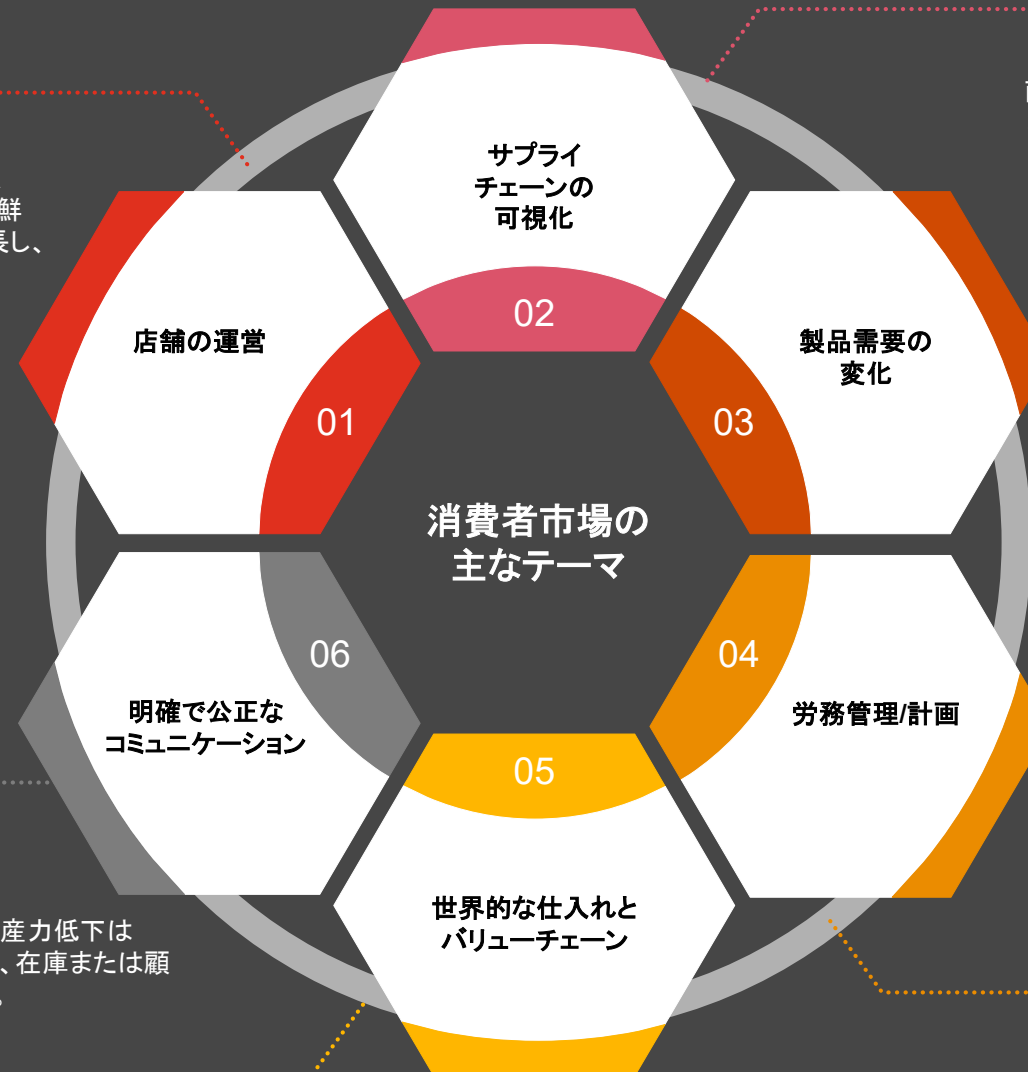 消費者市場の
主なテーマ
店舗の運営
01
サプライ
チェーンの
可視化
02
製品需要の
変化
03
労務管理/計画
04
05
世界的な仕入れと
バリューチェーン
06
明確で公正な
コミュニケーション
鮮
長し、
産力低下は
、在庫または顧